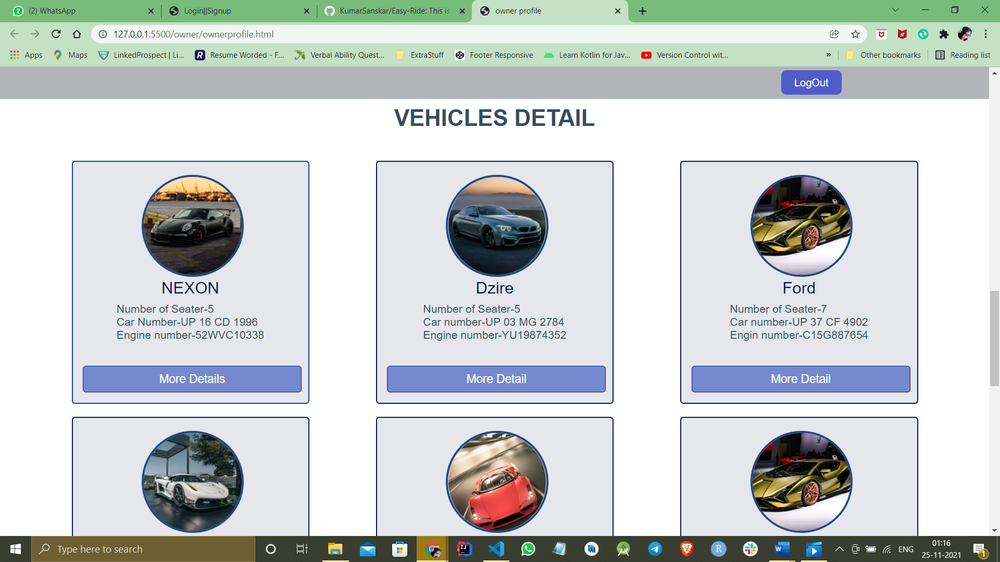 (2) WhatsApp
Login||Signup
KumarSanskar/Easy-Ride: This is
owner profile
127.0.0.1:5500/owner/ownerprofile.html
Apps
Maps
LinkedProspect | Li...
Resume Worded - F...
Verbal Ability Quest...
ExtraStuff
Footer Responsive
Learn Kotlin for Jav...
Version Control wit...
»
Other bookmarks
Reading list
LogOut
VEHICLES DETAIL
NEXON
Number of Seater-5
Car Number-UP 16 CD 1996
Engine number-52WVC10338
More Details
Dzire
Number of Seater-5
Car number-UP 03 MG 2784
Engine number-YU19874352
More Detail
Ford
Number of Seater-7
Car number-UP 37 CF 4902
Engin number-C15G887654
More Detail
Type here to search
ENG
01:16
25-11-2021
1